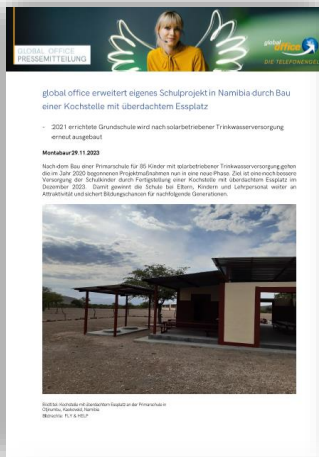 GLOBAL OFFICE
PRESSEMITTEILUNG
global
office
DIE TELEFONENGEL
global office erweitert eigenes Schulprojekt in Namibia durch Bau
einer Kochstelle mit überdachtem Essplatz
- 2021 errichtete Grundschule wird nach solarbetriebener Trinkwasserversorgung
erneut ausgebaut
Montabaur 29.11.2023
Nach dem Bau einer Primarschule für 85 Kinder mit solarbetriebener Trinkwasserversorgung gehen
die im Jahr 2020 begonnenen Projektmaßnahmen nun in eine neue Phase. Ziel ist eine noch bessere
Versorgung der Schulkinder durch Fertigstellung einer Kochstelle mit überdachtem Essplatz im
Dezember 2023. Damit gewinnt die Schule bei Eltern, Kindern und Lehrpersonal weiter an
Attraktivität und sichert Bildungschancen für nachfolgende Generationen.
Kochstelle mit überdachtem Essplatz an der Primarschule in
Kaokoveld, Namibia
FLY & HELP